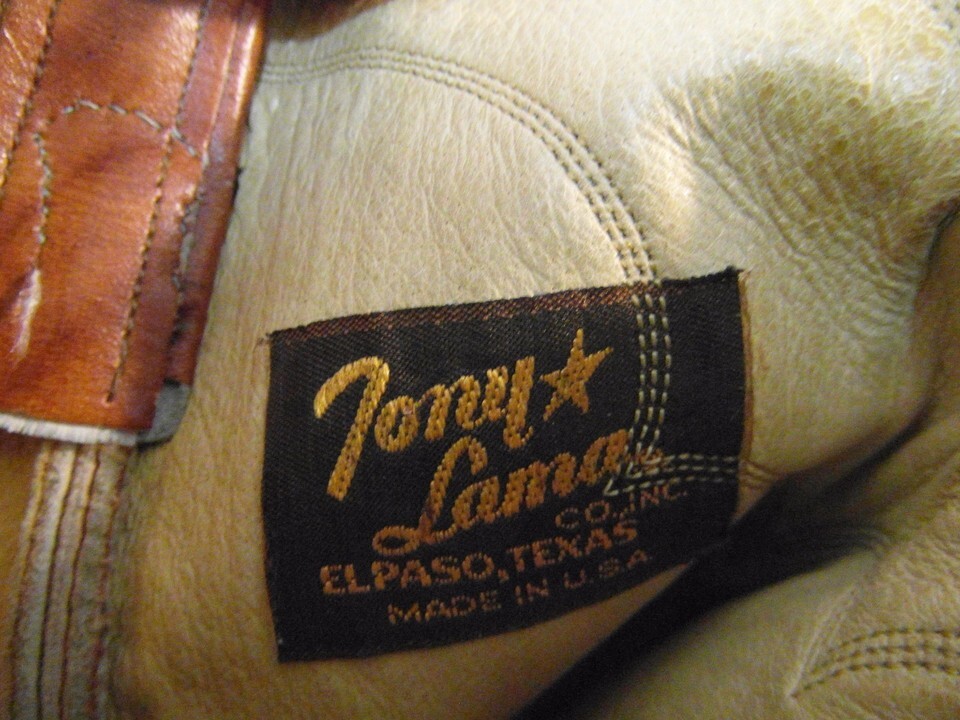 Tony
Lama
CO., INC.
EL PASO, TEXAS
MADE IN U.S.A